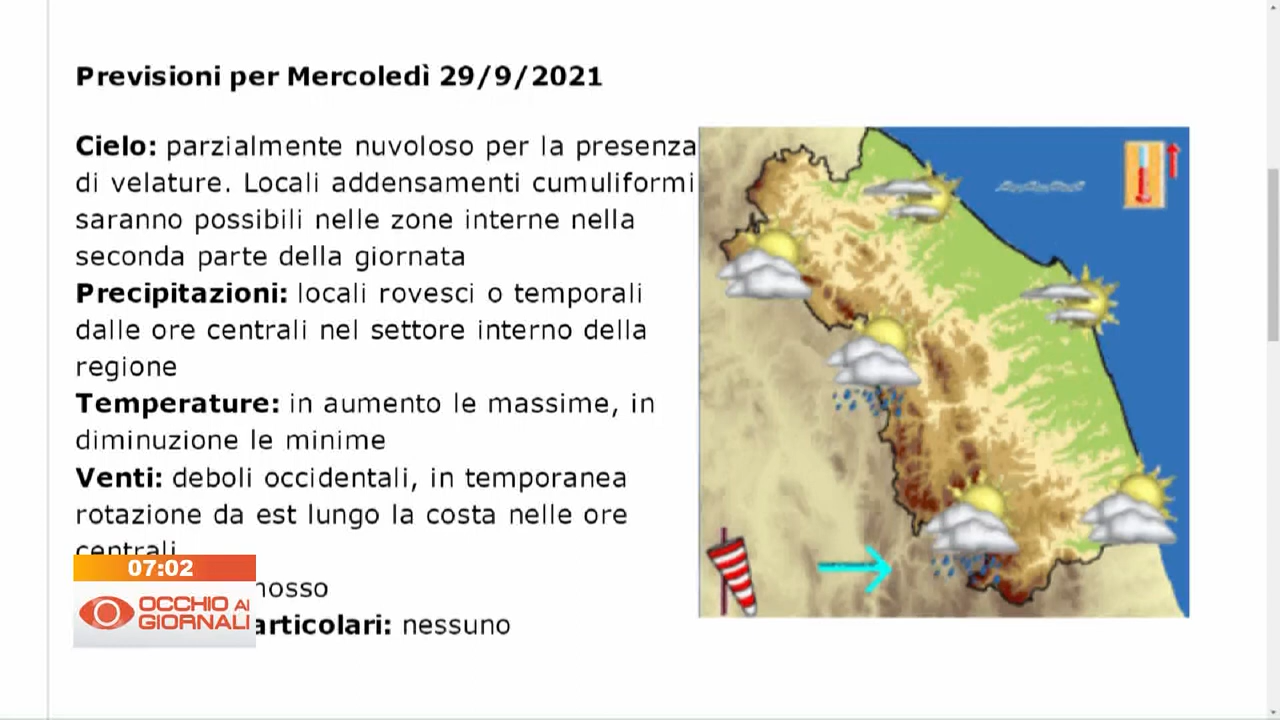 Previsioni per Mercoledì 29/9/2021
Cielo: parzialmente nuvoloso per la presenza
di velature. Locali addensamenti cumuliformi
saranno possibili nelle zone interne nella
seconda parte della giornata
Precipitazioni: locali rovesci o temporali
dalle ore centrali nel settore interno della
regione
Temperature: in aumento le massime, in
diminuzione le minime
Venti: deboli occidentali, in temporanea
rotazione da est lungo la costa nelle ore
centrali
nosso
articolari: nessuno
07:02
OCCHIO AI
GIORNALI